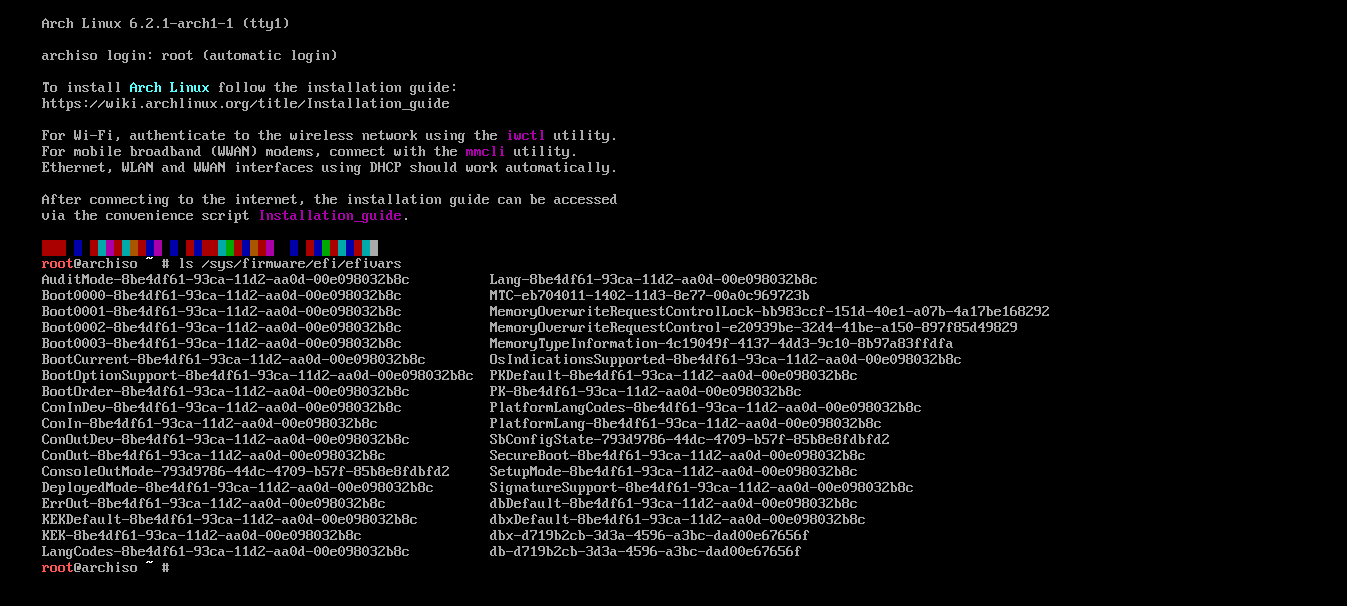 Arch Linux 6.2.1-arch1-1 (tty1)
archiso login: root (automatic login)
To install Arch Linux follow the installation guide:
https://wiki.archlinux.org/title/Installation_guide
For Wi-Fi, authenticate to the wireless network using the iwctl utility.
For mobile broadband (WWAN) modems, connect with the mmcli utility.
Ethernet, WLAN and WWAN interfaces using DHCP should work automatically.
After connecting to the internet, the installation guide can be accessed
via the convenience script Installation_guide.
root@archiso ~ # ls /sys/firmware/efi/efivars
AuditMode-8be4df61-93ca-11d2-aa0d-00e098032b8c Lang-8be4df61-93ca-11d2-aa0d-00e098032b8c
Boot0000-8be4df61-93ca-11d2-aa0d-00e098032b8c MTC-eb704011-1402-11d3-8e77-00a0c969723b
Boot0001-8be4df61-93ca-11d2-aa0d-00e098032b8c MemoryOverwriteRequestControlLock-bb983ccf-151d-40e1-a07b-4a17be168292
Boot0002-8be4df61-93ca-11d2-aa0d-00e098032b8c MemoryOverwriteRequestControl-e20939be-32d4-41be-a150-897f85d49829
Boot0003-8be4df61-93ca-11d2-aa0d-00e098032b8c MemoryTypeInformation-4c19049f-4137-4dd3-9c10-8b97a83ffdfa
BootCurrent-8be4df61-93ca-11d2-aa0d-00e098032b8c OsIndicationsSupported-8be4df61-93ca-11d2-aa0d-00e098032b8c
BootOptionSupport-8be4df61-93ca-11d2-aa0d-00e098032b8c PKDefault-8be4df61-93ca-11d2-aa0d-00e098032b8c
BootOrder-8be4df61-93ca-11d2-aa0d-00e098032b8c PK-8be4df61-93ca-11d2-aa0d-00e098032b8c
ConInDev-8be4df61-93ca-11d2-aa0d-00e098032b8c PlatformLangCodes-8be4df61-93ca-11d2-aa0d-00e098032b8c
ConIn-8be4df61-93ca-11d2-aa0d-00e098032b8c PlatformLang-8be4df61-93ca-11d2-aa0d-00e098032b8c
ConOutDev-8be4df61-93ca-11d2-aa0d-00e098032b8c SbConfigState-793d9786-44dc-4709-b57f-85b8e8fdbfd2
ConOut-8be4df61-93ca-11d2-aa0d-00e098032b8c SecureBoot-8be4df61-93ca-11d2-aa0d-00e098032b8c
ConsoleOutMode-793d9786-44dc-4709-b57f-85b8e8fdbfd2 SetupMode-8be4df61-93ca-11d2-aa0d-00e098032b8c
DeployedMode-8be4df61-93ca-11d2-aa0d-00e098032b8c SignatureSupport-8be4df61-93ca-11d2-aa0d-00e098032b8c
ErrOut-8be4df61-93ca-11d2-aa0d-00e098032b8c dbDefault-8be4df61-93ca-11d2-aa0d-00e098032b8c
KEKDefault-8be4df61-93ca-11d2-aa0d-00e098032b8c dbxDefault-8be4df61-93ca-11d2-aa0d-00e098032b8c
KEK-8be4df61-93ca-11d2-aa0d-00e098032b8c dbx-d719b2cb-3d3a-4596-a3bc-dad00e67656f
LangCodes-8be4df61-93ca-11d2-aa0d-00e098032b8c db-d719b2cb-3d3a-4596-a3bc-dad00e67656f
root@archiso ~ #